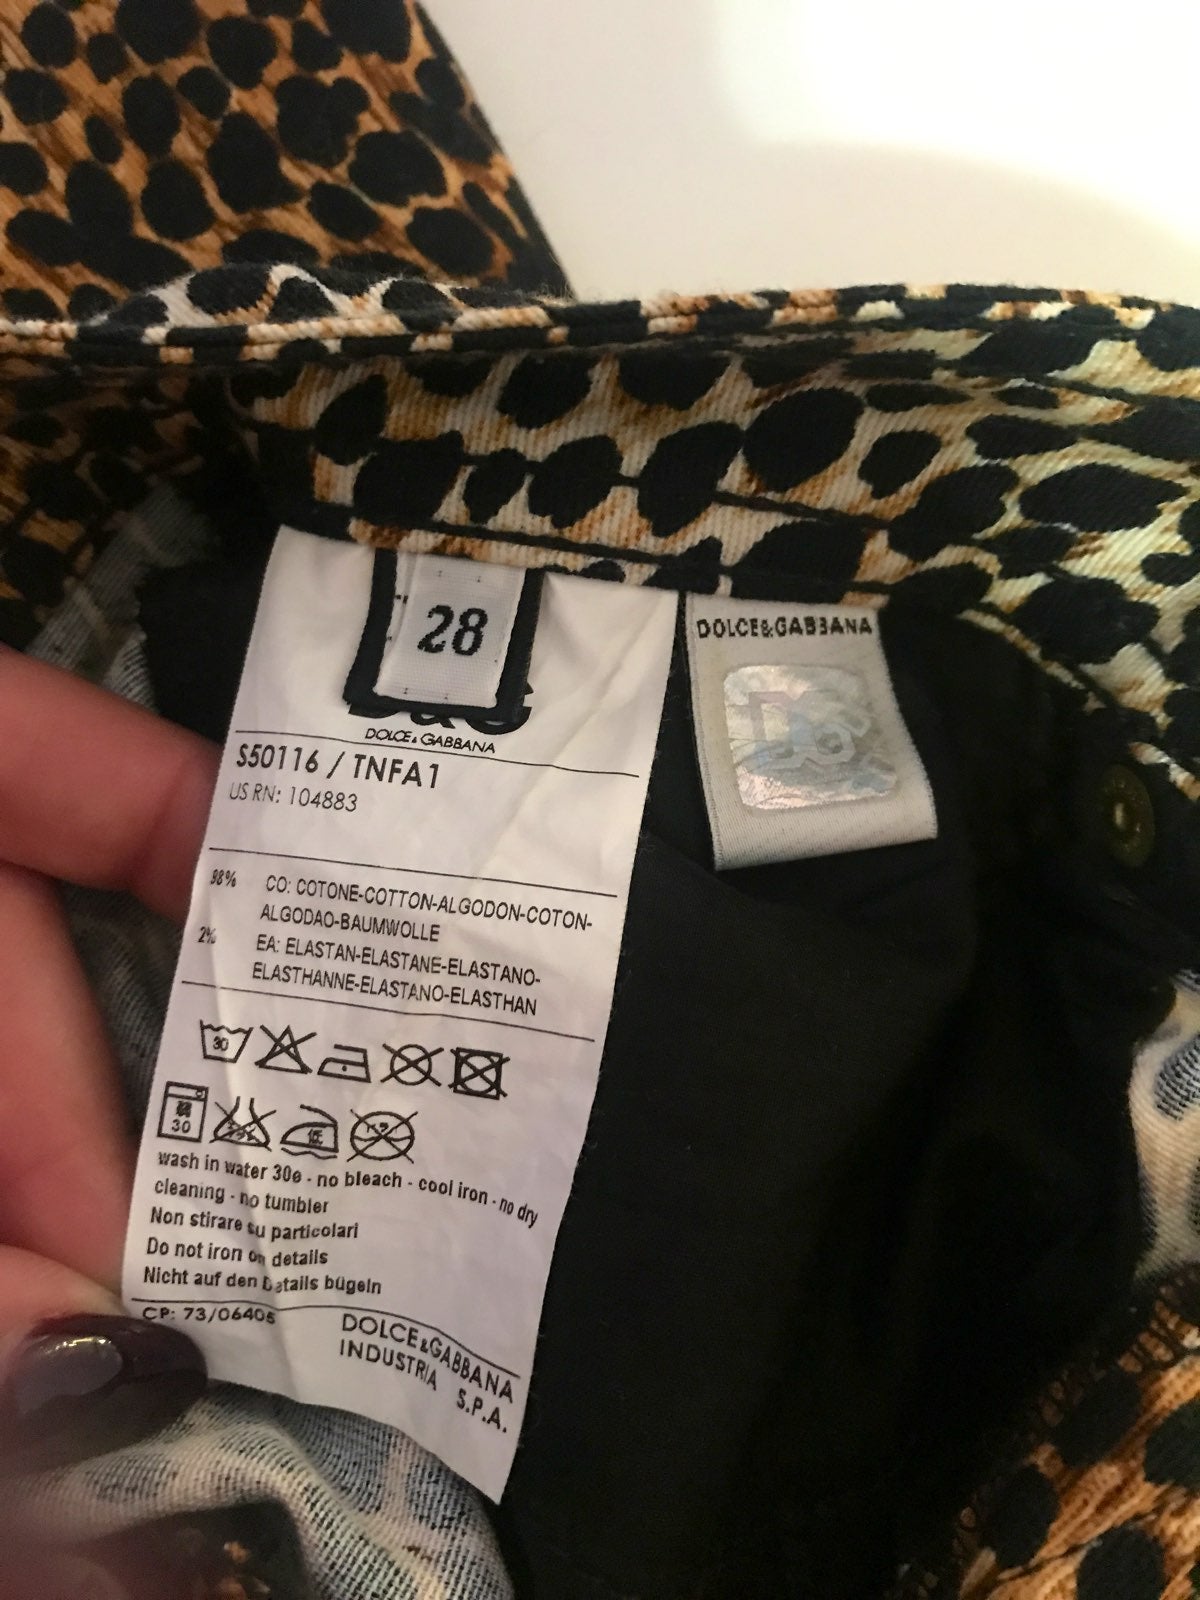 28
D&G
DOLCE & GABBANA
S50116 / TNFA1
US RN: 104883
98% CO: COTONE-COTTON-ALGODON-COTON-
ALGODAO-BAUMWOLLE
2% EA: ELASTAN-ELASTANE-ELASTANO-
ELASTHANNE-ELASTANO-ELASTHAN
30
30 低
wash in water 30ø - no bleach - cool iron - no dry
cleaning - no tumbler
Non stirare su particolari
Do not iron on details
Nicht auf den Details bügeln
CP: 73/06405
DOLCE&GABBANA
INDUSTRIA S.P.A.
DOLCE&GABBANA
D&G